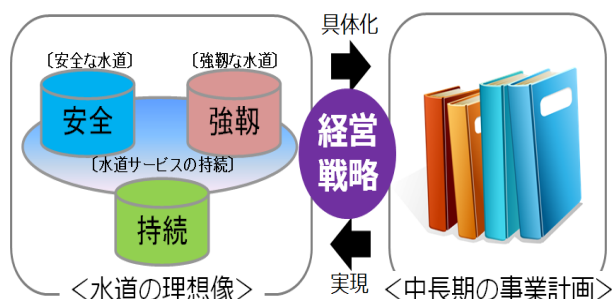 具体化
〔安全な水道〕
〔強靱な水道〕
安全
強靱
〔水道サービスの持続〕
持続
<水道の理想像>
経営
戦略
実現
<中長期の事業計画>